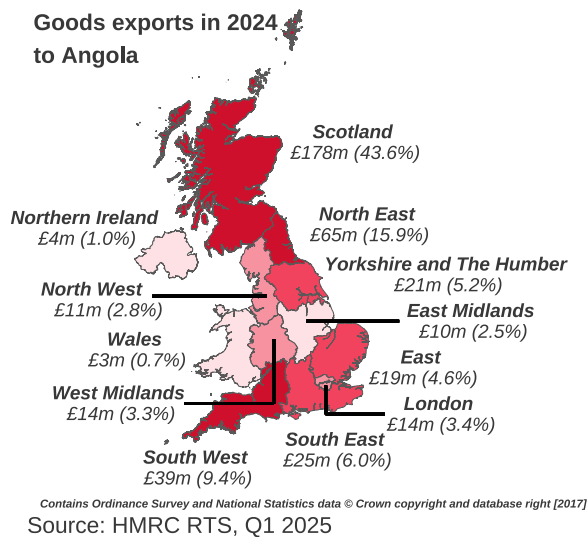 Goods exports in 2024
to Angola
Scotland
£178m (43.6%)
Northern Ireland
£4m (1.0%)
North East
£65m (15.9%)
Yorkshire and The Humber
£21m (5.2%)
North West
£11m (2.8%)
East Midlands
£10m (2.5%)
Wales
£3m (0.7%)
East
£19m (4.6%)
West Midlands
£14m (3.3%)
London
£14m (3.4%)
South East
£25m (6.0%)
South West
£39m (9.4%)
Contains Ordinance Survey and National Statistics data © Crown copyright and database right [2017]
Source: HMRC RTS, Q1 2025